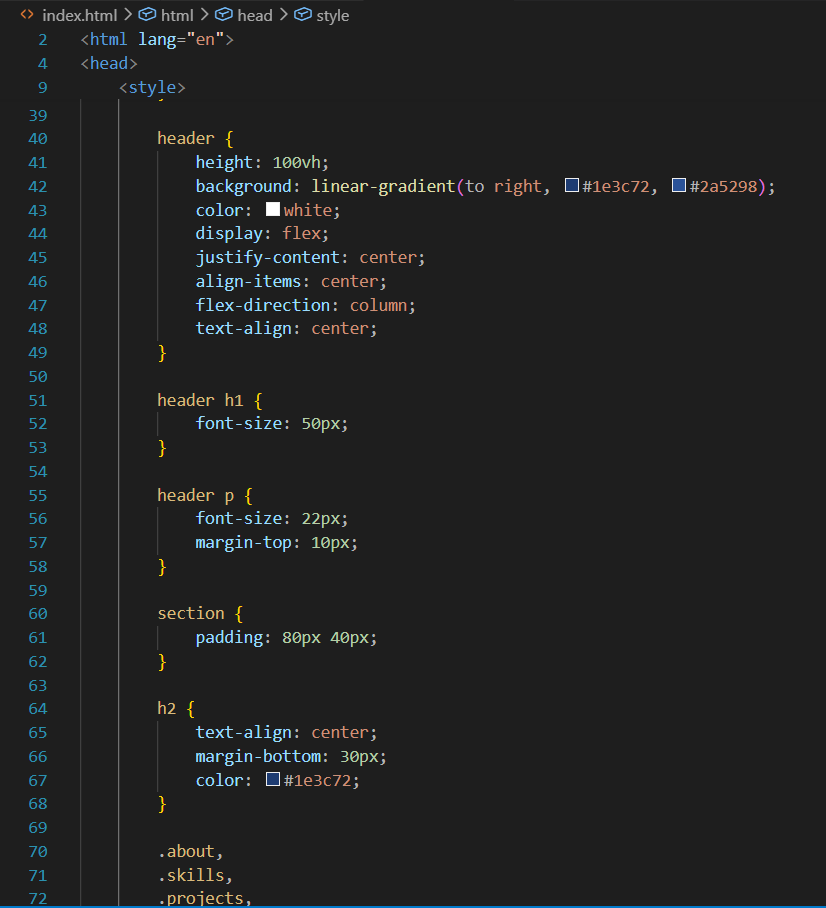 index.html > html > head > style
2 <html lang="en">
4 <head>
9 <style>
39
40 header {
41 height: 100vh;
42 background: linear-gradient(to right, #1e3c72, #2a5298);
43 color: white;
44 display: flex;
45 justify-content: center;
46 align-items: center;
47 flex-direction: column;
48 text-align: center;
49 }
50
51 header h1 {
52 font-size: 50px;
53 }
54
55 header p {
56 font-size: 22px;
57 margin-top: 10px;
58 }
59
60 section {
61 padding: 80px 40px;
62 }
63
64 h2 {
65 text-align: center;
66 margin-bottom: 30px;
67 color: #1e3c72;
68 }
69
70 .about,
71 .skills,
72 .projects,